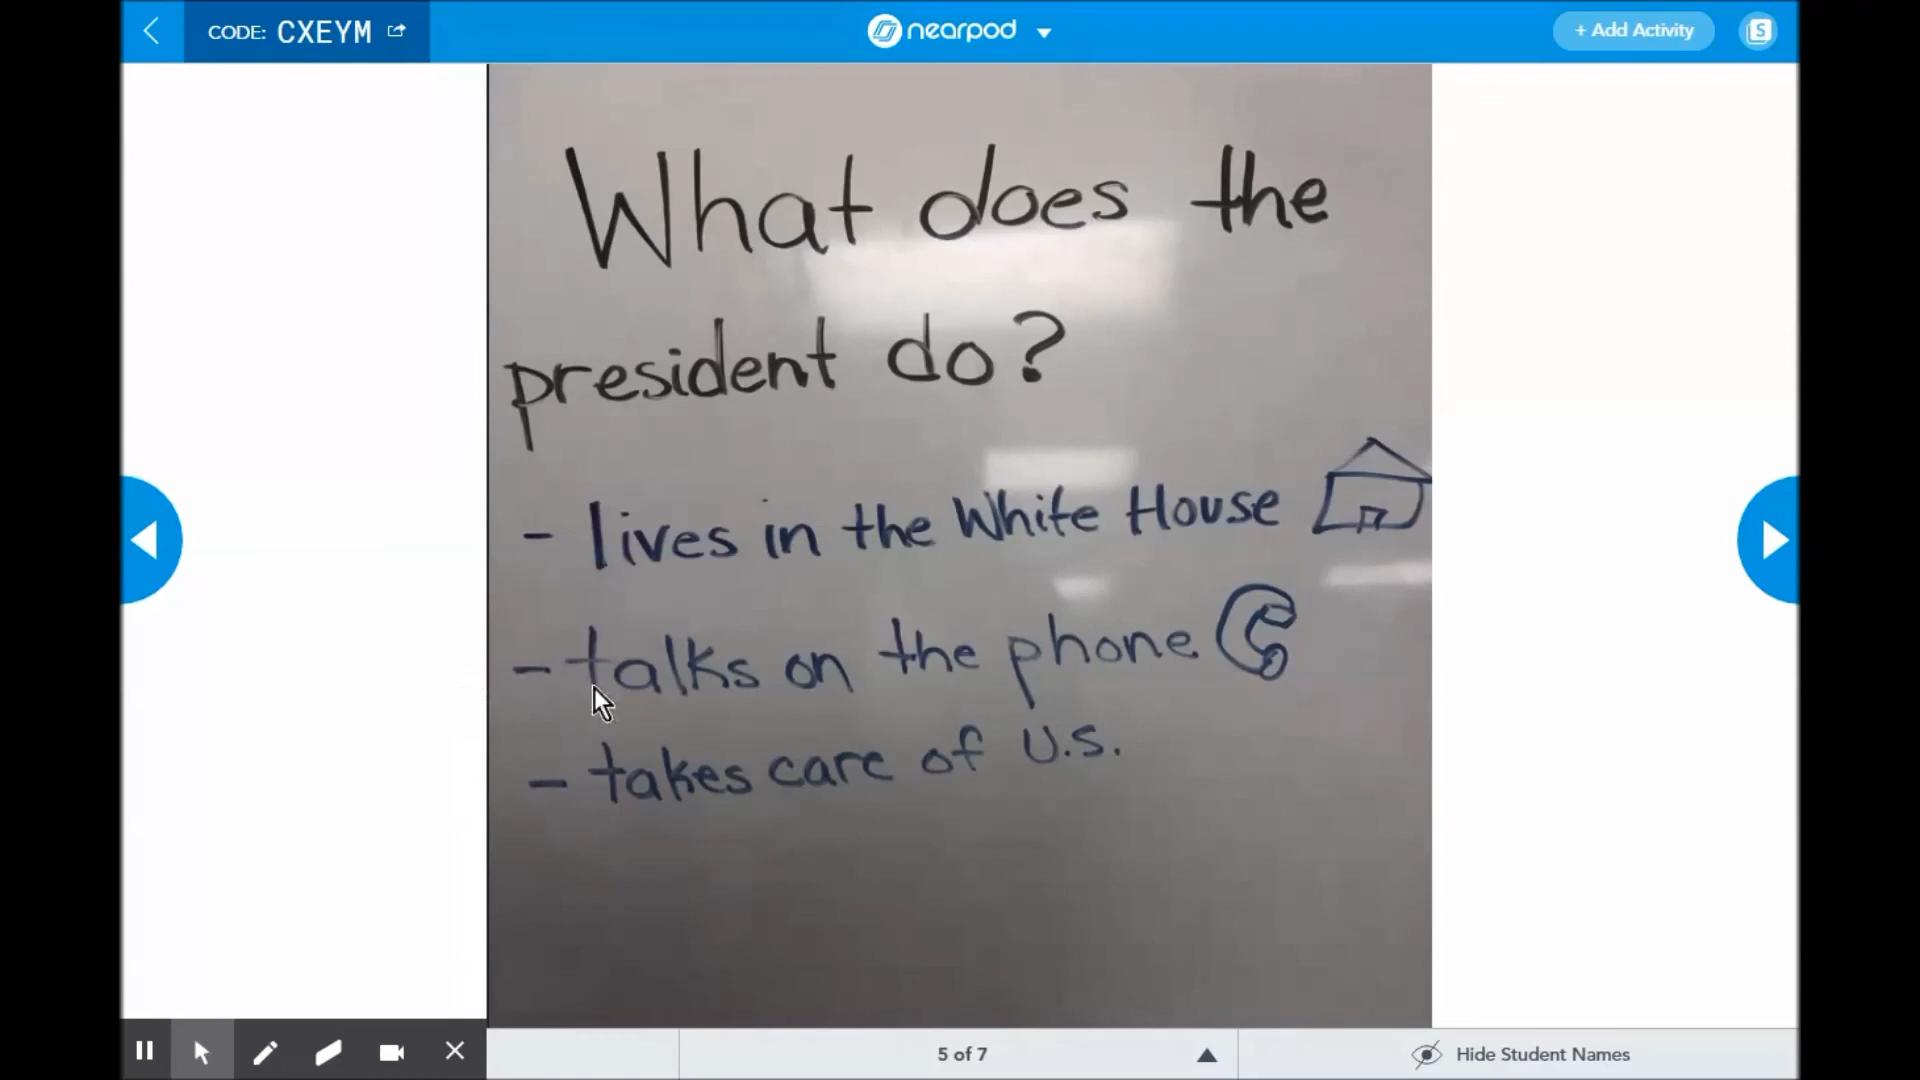 CODE: CXEYM
nearpod
+ Add Activity
S
What does the
president do?
- lives in the White House
- talks on the phone
- takes care of U.S.
5 of 7
Hide Student Names